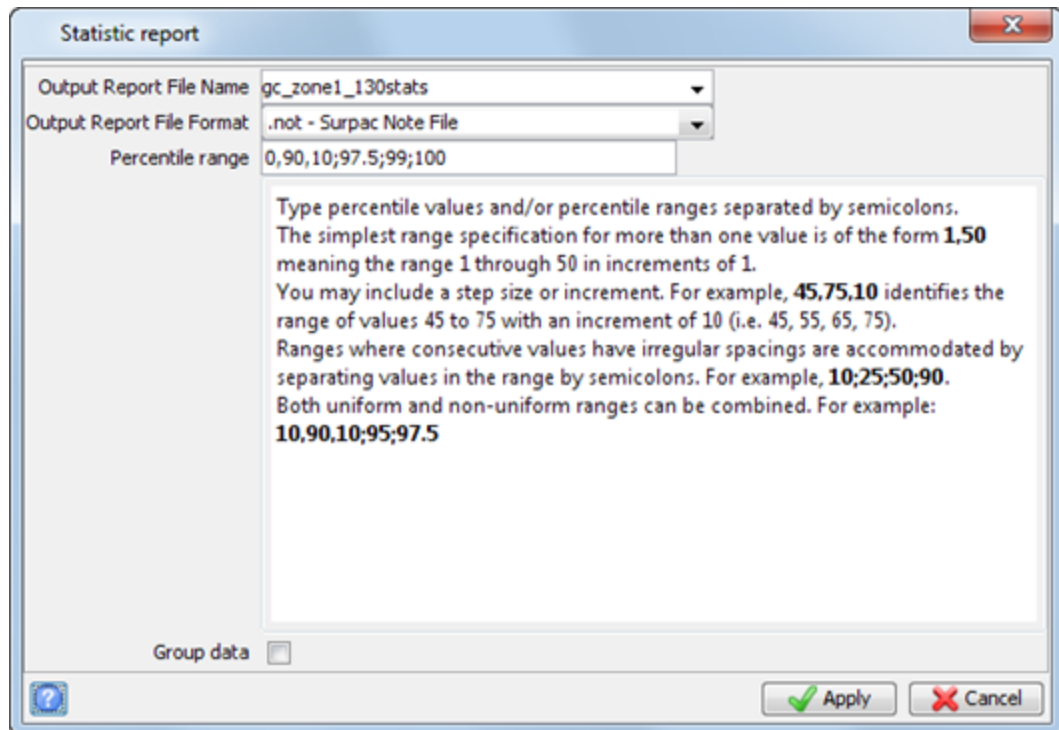 Statistic report
Output Report File Name gc_zone1_130stats
Output Report File Format .not - Surpac Note File
Percentile range 0,90,10;97.5;99;100
Type percentile values and/or percentile ranges separated by semicolons.
The simplest range specification for more than one value is of the form 1,50
meaning the range 1 through 50 in increments of 1.
You may include a step size or increment. For example, 45,75,10 identifies the
range of values 45 to 75 with an increment of 10 (i.e. 45, 55, 65, 75).
Ranges where consecutive values have irregular spacings are accommodated by
separating values in the range by semicolons. For example, 10;25;50;90.
Both uniform and non-uniform ranges can be combined. For example:
10,90,10;95;97.5
Group data
Apply Cancel